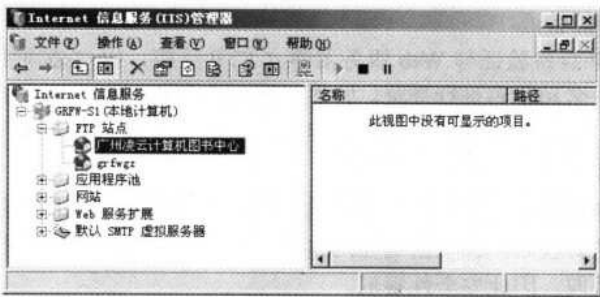 Internet 信息服务(IIS)管理器
文件(F) 操作(A) 查看(V) 窗口(W) 帮助(H)
Internet 信息服务
名称 路径
GRFW-S1(本地计算机)
此视图中没有可显示的项目。
FTP 站点
广州凌云计算机图书中心
grfwgz
应用程序池
网站
Web 服务扩展
默认 SMTP 虚拟服务器